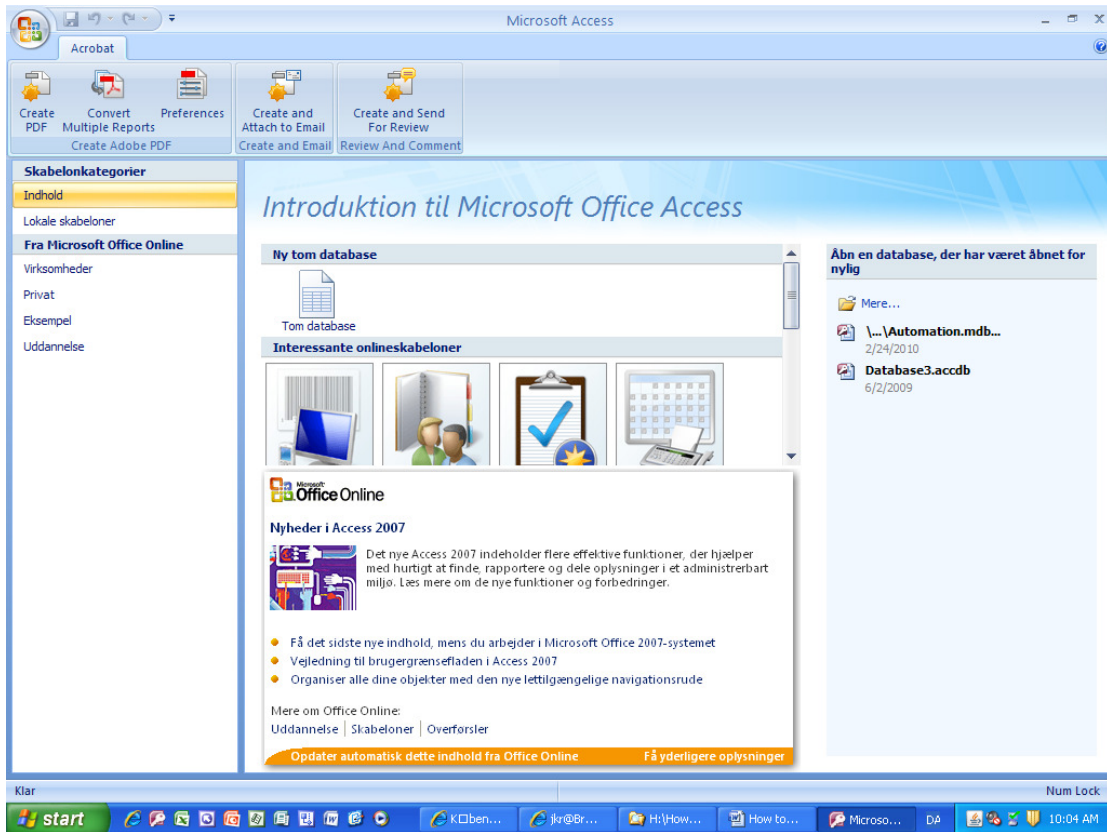 Microsoft Access
Acrobat
Create PDF
Convert Multiple Reports
Preferences
Create Adobe PDF
Create and Attach to Email
Create and Email
Create and Send For Review
Review And Comment
Skabelonkategorier
Indhold
Lokale skabeloner
Fra Microsoft Office Online
Virksomheder
Privat
Eksempel
Uddannelse
Introduktion til Microsoft Office Access
Ny tom database
Tom database
Interessante onlineskabeloner
Microsoft
Office Online
Nyheder i Access 2007
Det nye Access 2007 indeholder flere effektive funktioner, der hjælper
med hurtigt at finde, rapportere og dele oplysninger i et administrerbart
miljø. Læs mere om de nye funktioner og forbedringer.
Få det sidste nye indhold, mens du arbejder i Microsoft Office 2007-systemet
Vejledning til brugergrænsefladen i Access 2007
Organiser alle dine objekter med den nye lettilgængelige navigationsrude
Mere om Office Online:
Uddannelse | Skabeloner | Overførsler
Opdater automatisk dette indhold fra Office Online
Få yderligere oplysninger
Åbn en database, der har været åbnet for
nylig
Mere...
\...\Automation.mdb...
2/24/2010
Database3.accdb
6/2/2009
Klar
Num Lock
start
K□ben...
jkr@Br...
H:\How...
How to...
Microso...
DA
10:04 AM